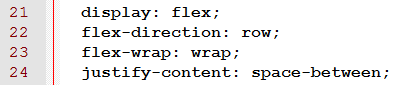 21 display: flex;
22 flex-direction: row;
23 flex-wrap: wrap;
24 justify-content: space-between;